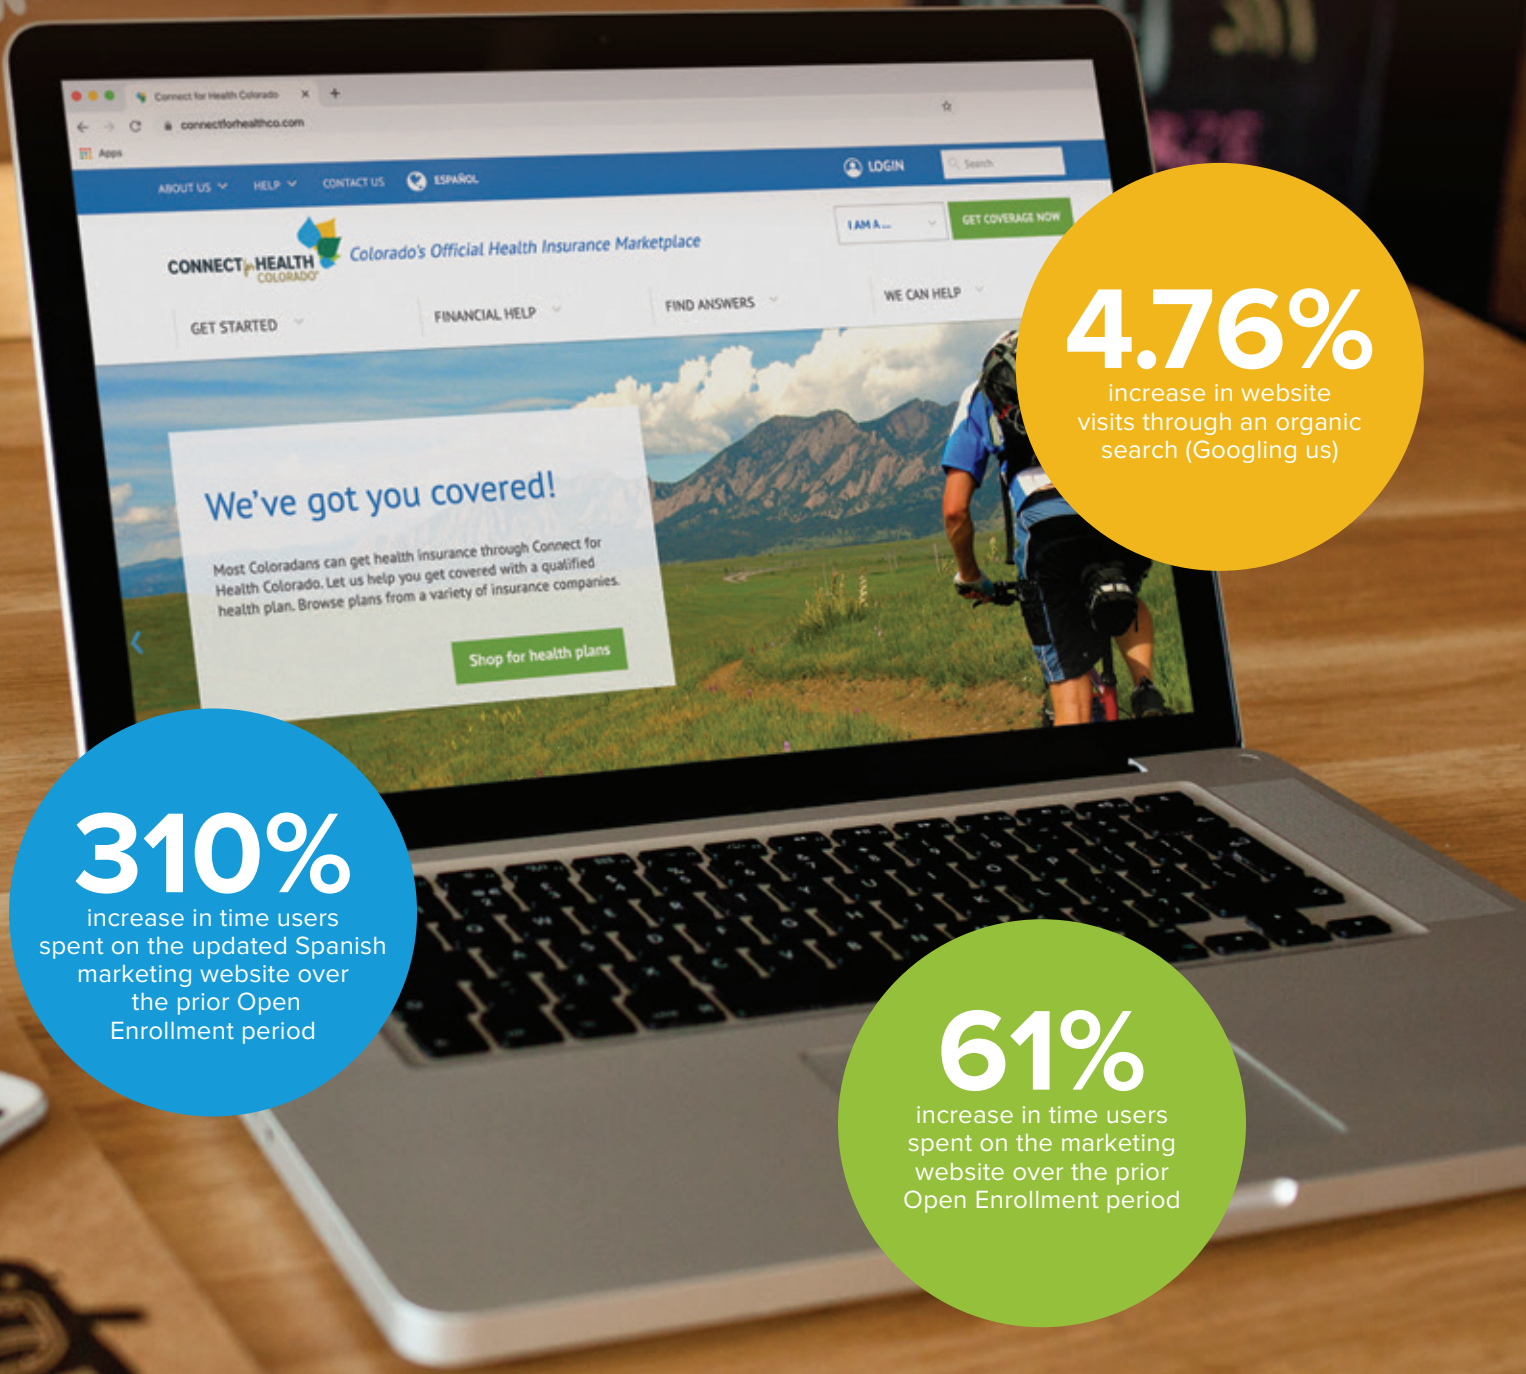 Connect for Health Colorado
connectforhealthco.com
Apps
ABOUT US
HELP
CONTACT US
ESPAÑOL
LOGIN
Search
CONNECT for HEALTH
COLORADO
Colorado's Official Health Insurance Marketplace
I AM A ...
GET COVERAGE NOW
GET STARTED
FINANCIAL HELP
FIND ANSWERS
WE CAN HELP
We've got you covered!
Most Coloradans can get health insurance through Connect for
Health Colorado. Let us help you get covered with a qualified
health plan. Browse plans from a variety of insurance companies.
Shop for health plans
4.76%
increase in website
visits through an organic
search (Googling us)
310%
increase in time users
spent on the updated Spanish
marketing website over
the prior Open
Enrollment period
61%
increase in time users
spent on the marketing
website over the prior
Open Enrollment period